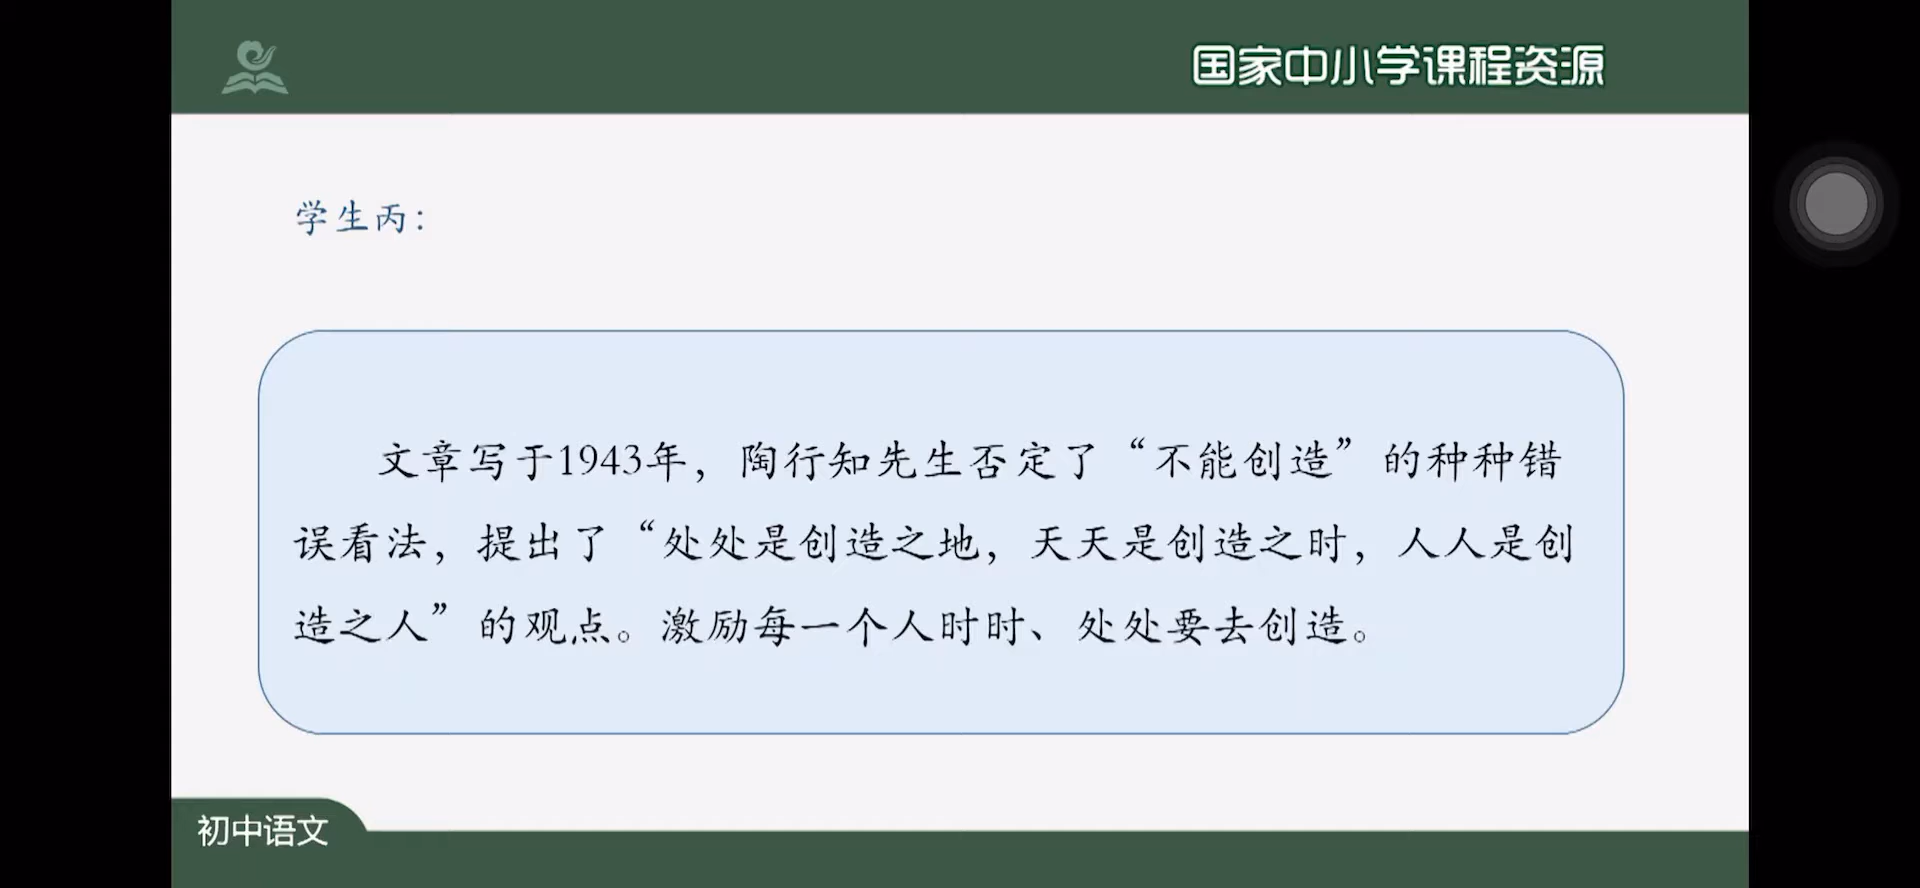 国家中小学课程资源
学生丙：
文章写于1943年，陶行知先生否定了“不能创造”的种种错
误看法，提出了“处处是创造之地，天天是创造之时，人人是创
造之人”的观点。激励每一个人时时、处处要去创造。
初中语文